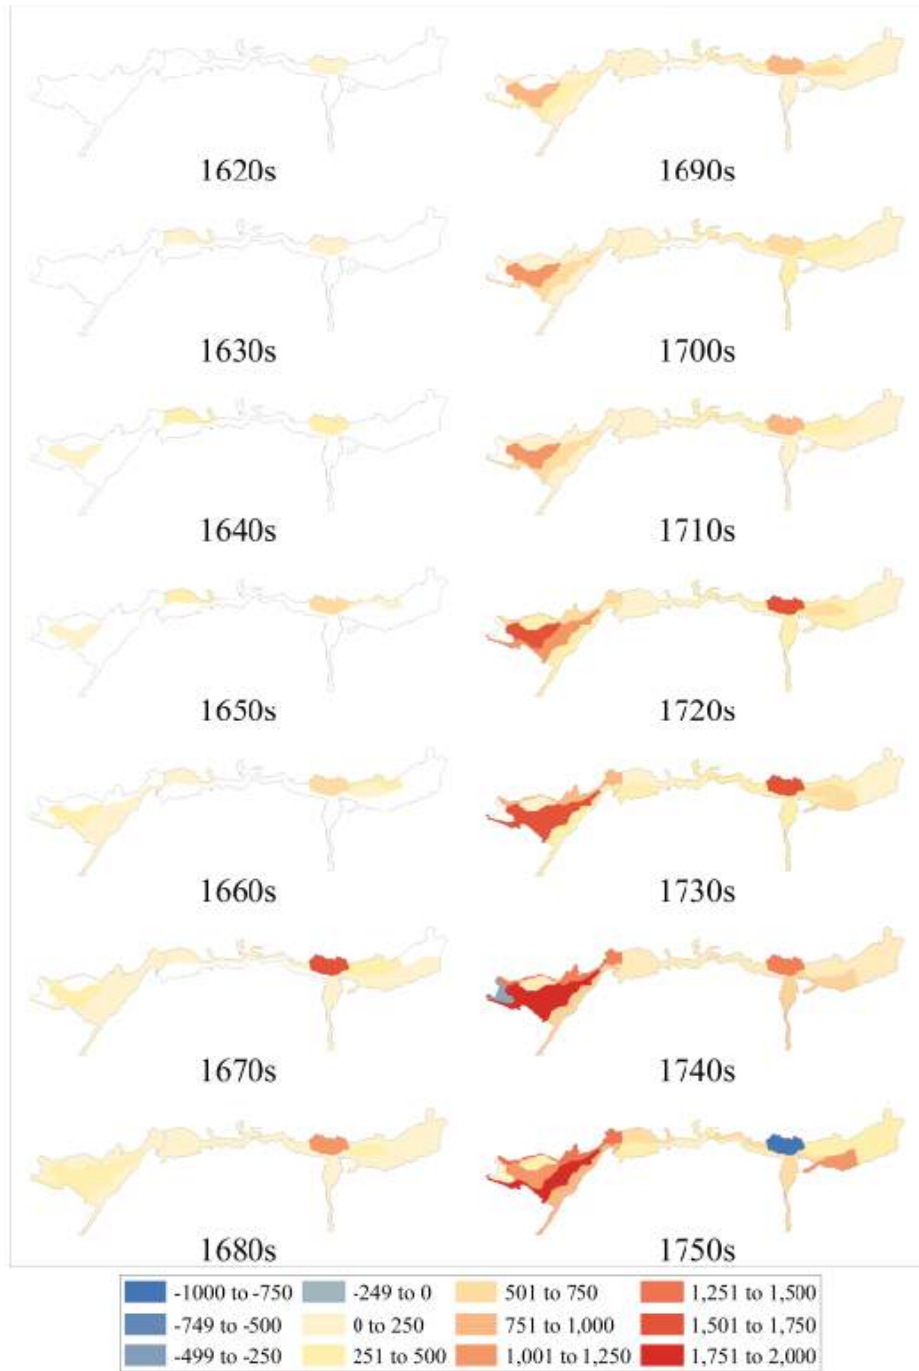 1620s 1690s
1630s 1700s
1640s 1710s
1650s 1720s
1660s 1730s
1670s 1740s
1680s 1750s
-1000 to -750 -249 to 0 501 to 750 1,251 to 1,500
-749 to -500 0 to 250 751 to 1,000 1,501 to 1,750
-499 to -250 251 to 500 1,001 to 1,250 1,751 to 2,000